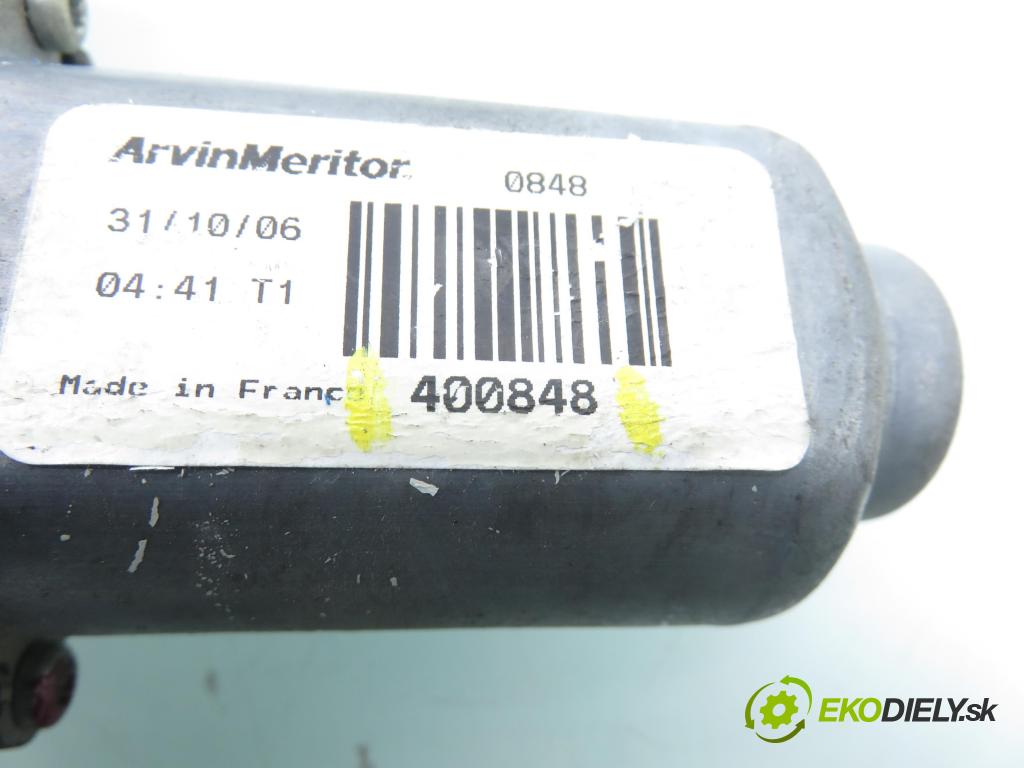 ArvinMeritor.
0848
31/10/06
04:41 T1
Made in France
400848
EKODIELY.sk